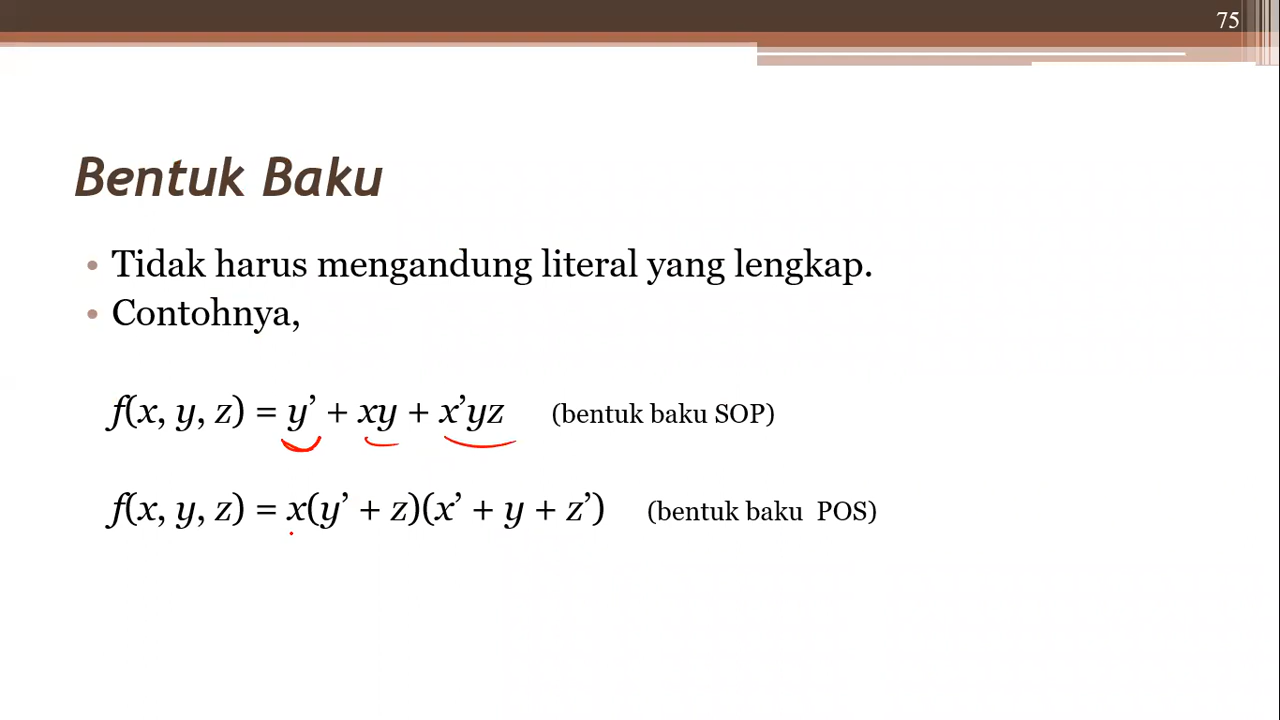 75
Bentuk Baku
• Tidak harus mengandung literal yang lengkap.
• Contohnya,
f(x, y, z) = y’ + xy + x’yz (bentuk baku SOP)
f(x, y, z) = x(y’ + z)(x’ + y + z’) (bentuk baku POS)